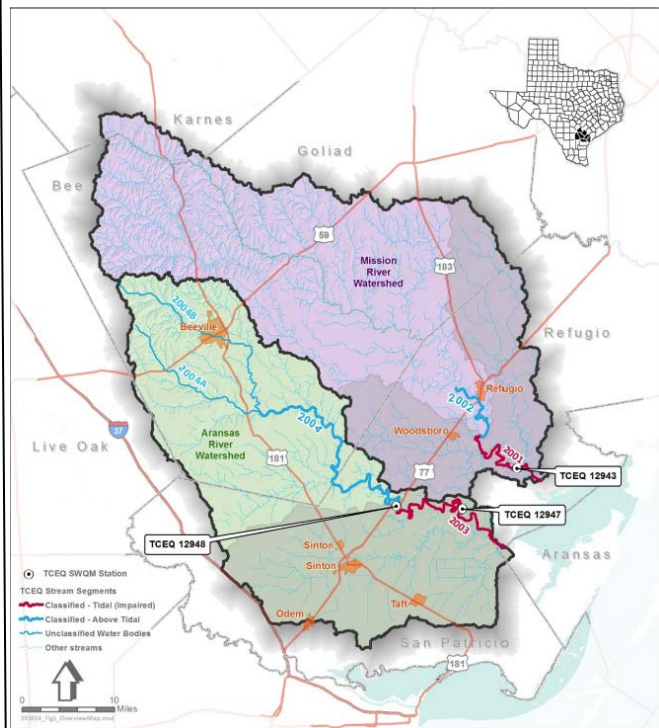 Karnes
Goliad
Bee
59
Mission
River
Watershed
183
2004B
Beeville
Refugio
2004A
Refugio
2002
2004
Live Oak
37
Aransas
River
Watershed
181
Woodsboro
77
2001
TCEQ 12943
TCEQ 12947
2003
TCEQ 12948
Aransas
Sinton
Sinton
Taft
Odem
San Patricio
181
TCEQ SWQM Station
TCEQ Stream Segments
Classified - Tidal (Impaired)
Classified - Above Tidal
Unclassified Water Bodies
Other streams
0 10
Miles